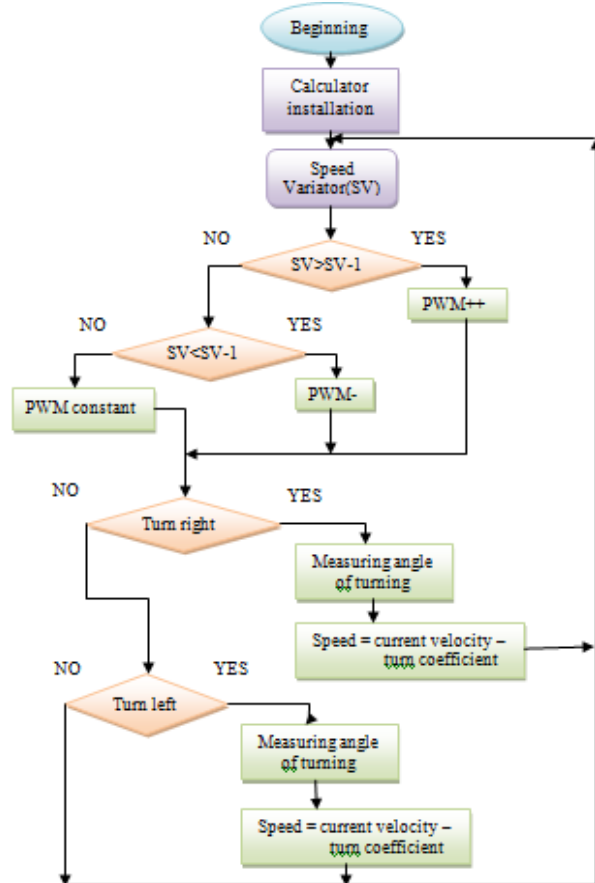 Beginning
Calculator
installation
Speed
Variator(SV)
NO
YES
SV>SV-1
PWM++
NO
YES
SV<SV-1
PWM-
PWM constant
NO
YES
Turn right
Measuring angle
of turning
Speed = current velocity –
turn coefficient
NO
YES
Turn left
Measuring angle
of turning
Speed = current velocity –
turn coefficient